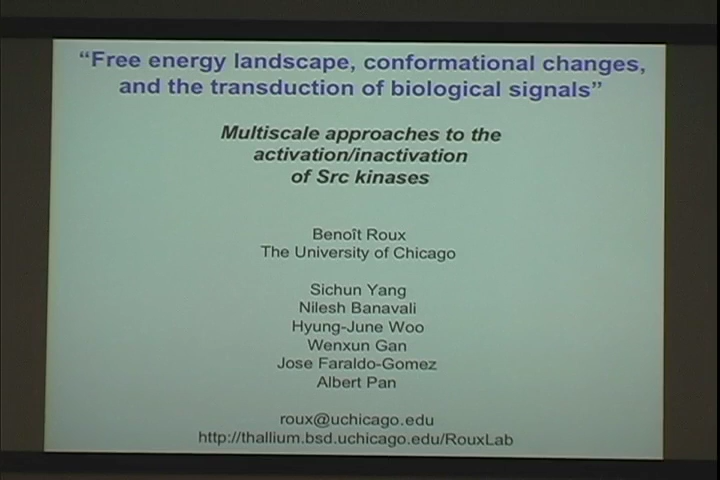 “Free energy landscape, conformational changes,
and the transduction of biological signals”
Multiscale approaches to the
activation/inactivation
of Src kinases
Benoît Roux
The University of Chicago
Sichun Yang
Nilesh Banavali
Hyung-June Woo
Wenxun Gan
Jose Faraldo-Gomez
Albert Pan
roux@uchicago.edu
http://thallium.bsd.uchicago.edu/RouxLab